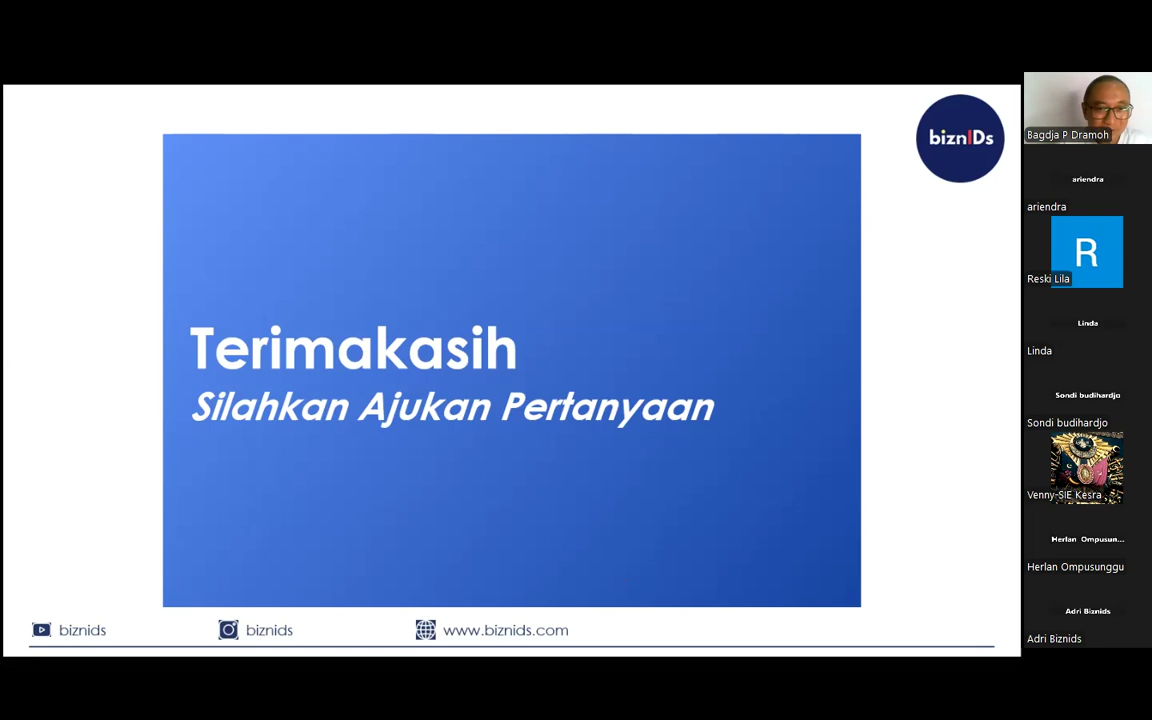 biznIDs
Terimakasih
Silahkan Ajukan Pertanyaan
biznids
biznids
www.biznids.com
Bagdja P Dramoh
ariendra
ariendra
R
Reski Lila
Linda
Linda
Sondi budihardjo
Sondi budihardjo
Venny-SIE Kesra
Herlan Ompusun...
Herlan Ompusunggu
Adri Biznids
Adri Biznids